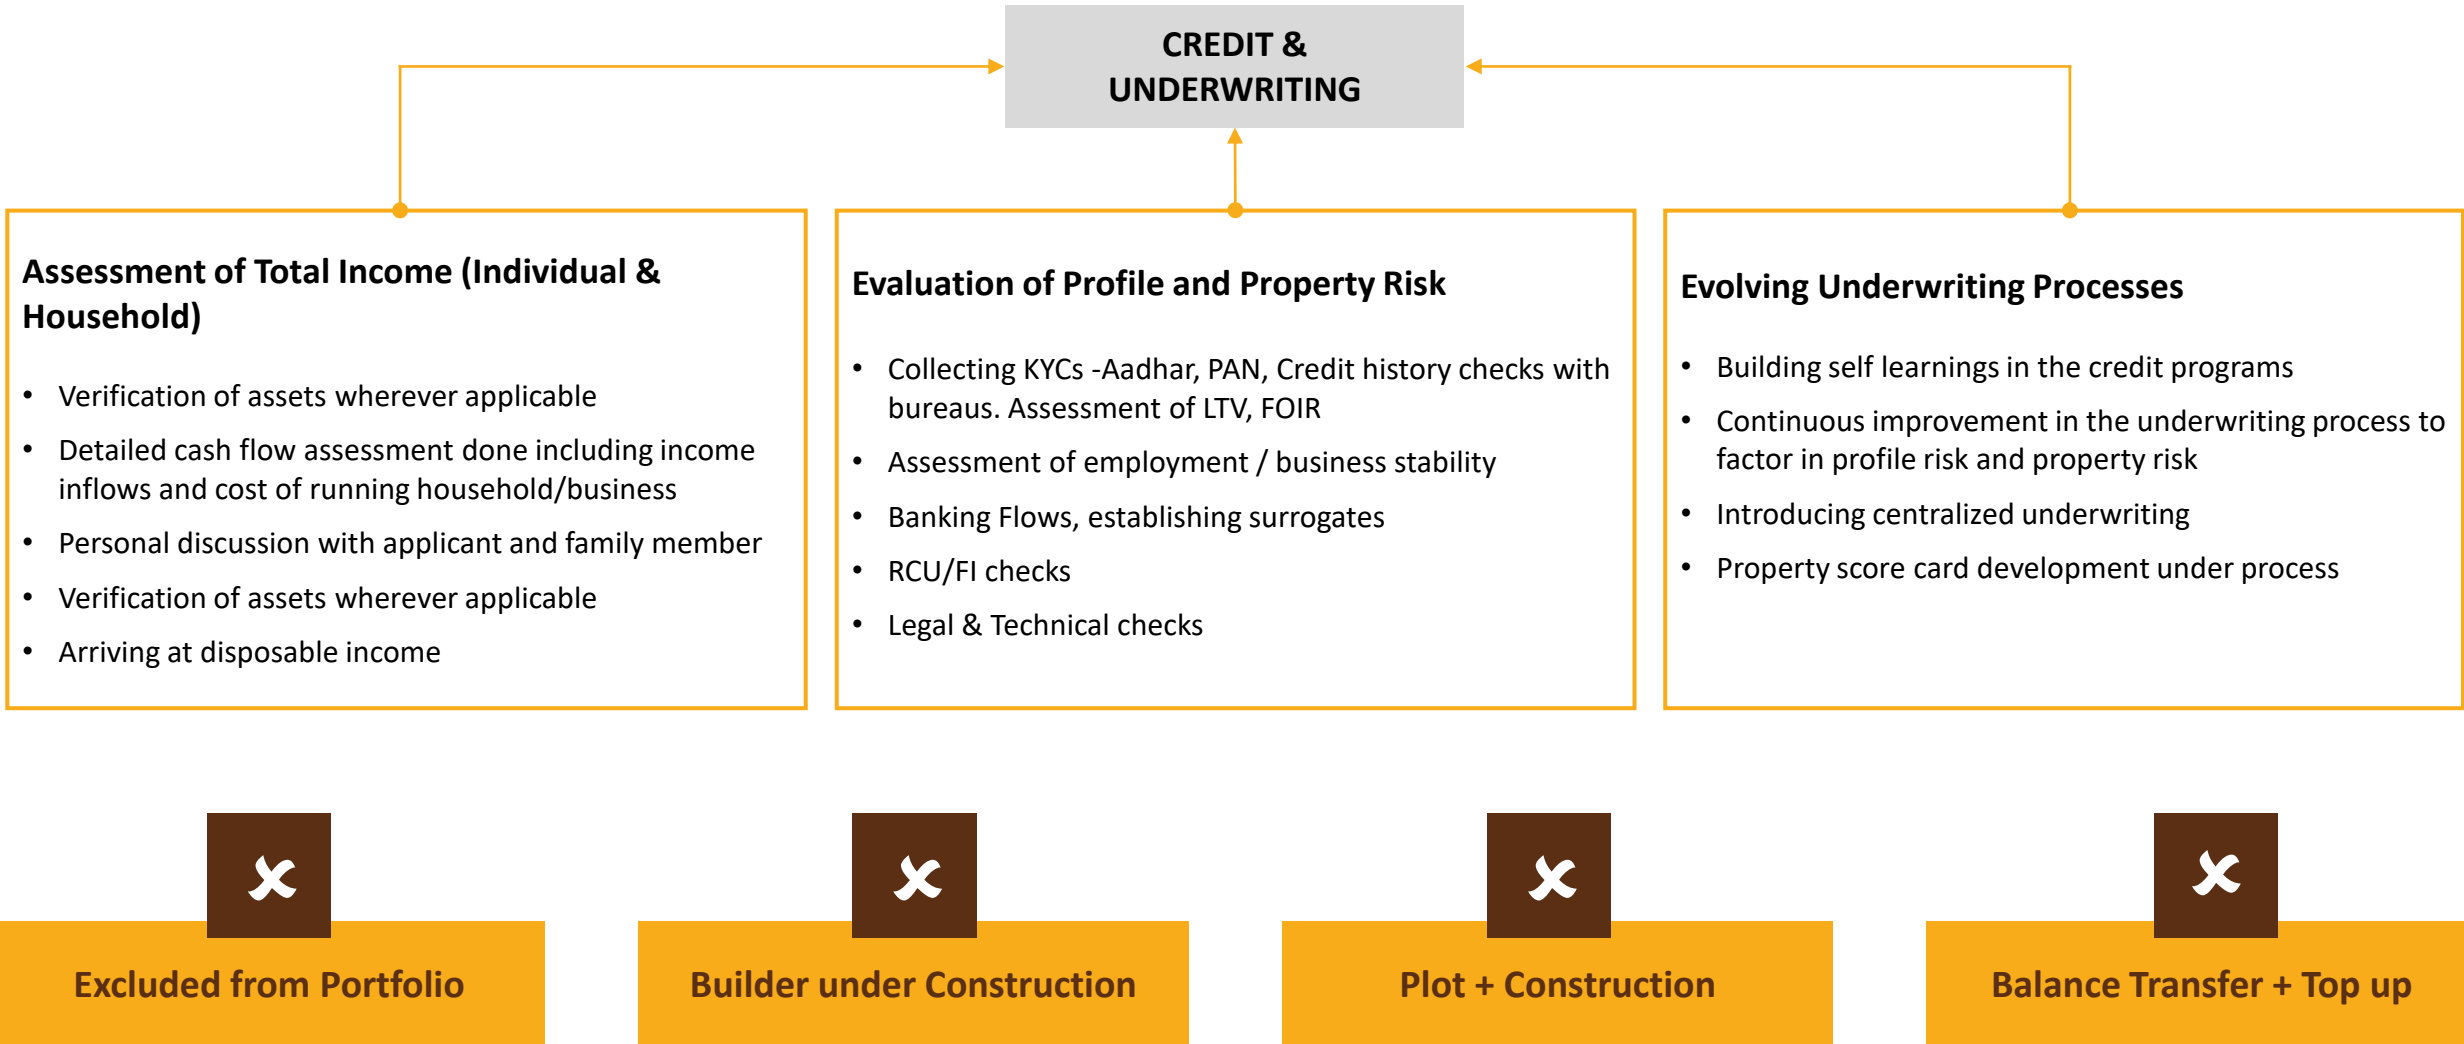 CREDIT &
UNDERWRITING
Assessment of Total Income (Individual &
Household)
• Verification of assets wherever applicable
• Detailed cash flow assessment done including income
inflows and cost of running household/business
• Personal discussion with applicant and family member
• Verification of assets wherever applicable
• Arriving at disposable income
Evaluation of Profile and Property Risk
• Collecting KYCs -Aadhar, PAN, Credit history checks with
bureaus. Assessment of LTV, FOIR
• Assessment of employment / business stability
• Banking Flows, establishing surrogates
• RCU/FI checks
• Legal & Technical checks
Evolving Underwriting Processes
• Building self learnings in the credit programs
• Continuous improvement in the underwriting process to
factor in profile risk and property risk
• Introducing centralized underwriting
• Property score card development under process
Excluded from Portfolio
Builder under Construction
Plot + Construction
Balance Transfer + Top up